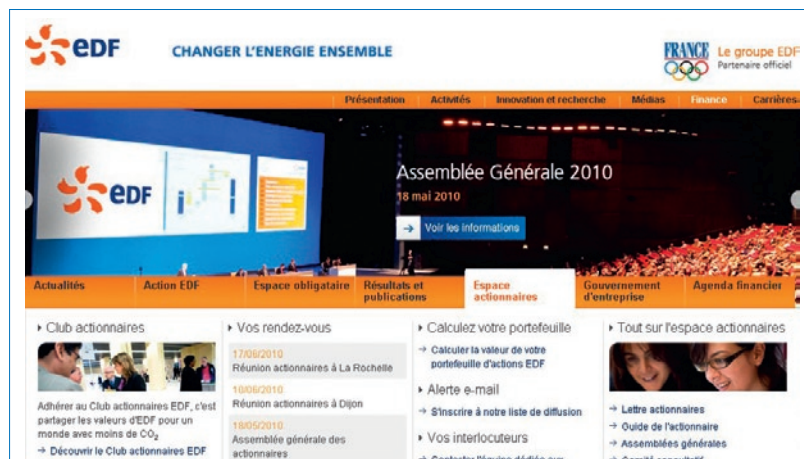 edF
CHANGER L'ENERGIE ENSEMBLE
FRANCE
Le groupe EDF
Partenaire officiel
Présentation
Activités
Innovation et recherche
Médias
Finance
Carrières
edF
Assemblée Générale 2010
18 mai 2010
Voir les informations
Actualités
Action EDF
Espace obligataire
Résultats et
publications
Espace
actionnaires
Gouvernement
d'entreprise
Agenda financier
Club actionnaires
Adhérer au Club actionnaires EDF, c'est
partager les valeurs d'EDF pour un
monde avec moins de CO2
Découvrir le Club actionnaires EDF
Vos rendez-vous
17/06/2010
Réunion actionnaires à La Rochelle
Réunion actionnaires à Dijon
18/05/2010
Assemblée générale des
actionnaires
Calculez votre portefeuille
Calculer la valeur de votre
portefeuille d'actions EDF
Alerte e-mail
S'inscrire à notre liste de diffusion
Vos interlocuteurs
Tout sur l'espace actionnaires
Lettre actionnaires
Guide de l'actionnaire
Assemblées générales